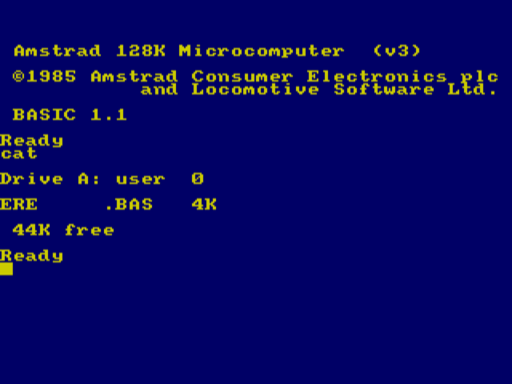 Amstrad 128K Microcomputer (v3)
©1985 Amstrad Consumer Electronics plc
and Locomotive Software Ltd.
BASIC 1.1
Ready
cat
Drive A: user 0
ERE .BAS 4K
44K free
Ready